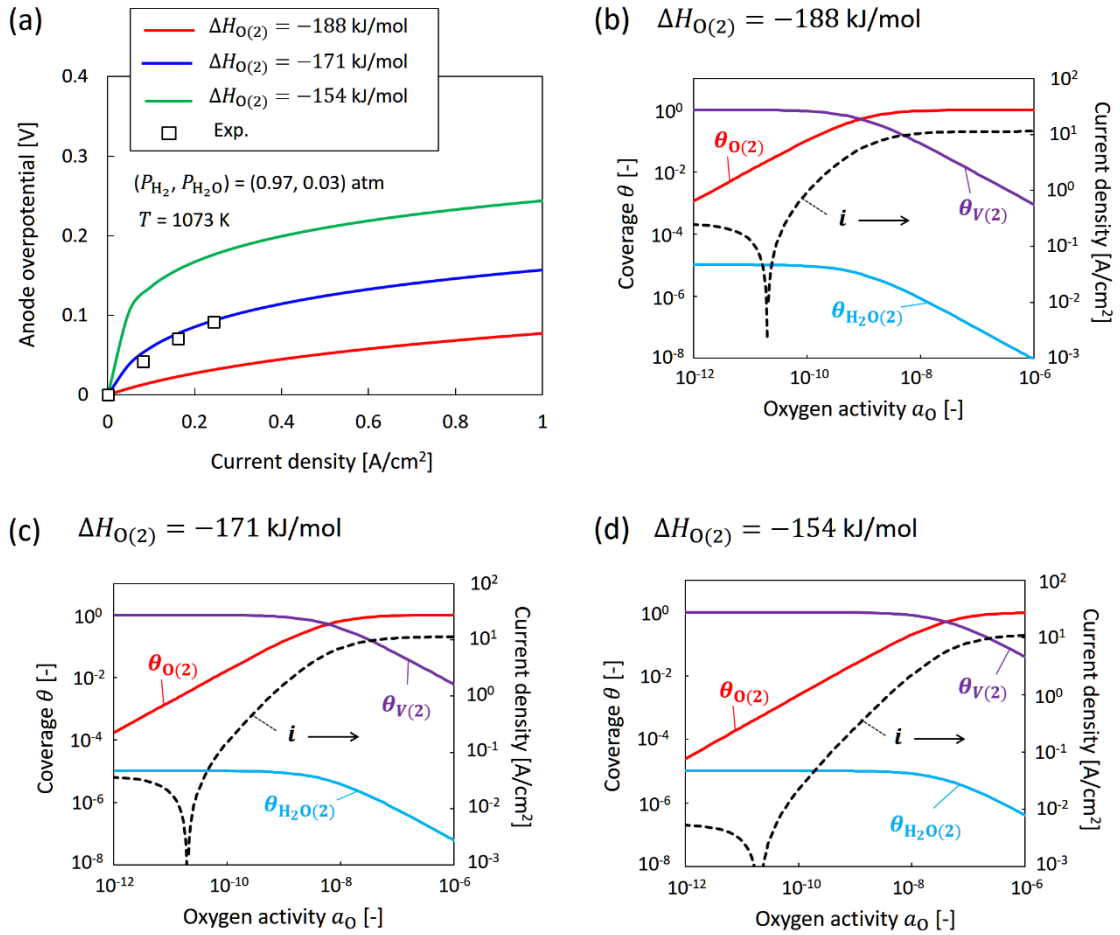 (a)
ΔH_O(2) = −188 kJ/mol
ΔH_O(2) = −171 kJ/mol
ΔH_O(2) = −154 kJ/mol
Exp.
(P_H₂, P_H₂O) = (0.97, 0.03) atm
T = 1073 K
Anode overpotential [V]
0.4
0.3
0.2
0.1
0
0 0.2 0.4 0.6 0.8 1
Current density [A/cm²]
(b) ΔH_O(2) = −188 kJ/mol
Coverage θ [-]
10⁰
10⁻²
10⁻⁴
10⁻⁶
10⁻⁸
θ_O(2)
θ_V(2)
i
θ_H₂O(2)
10²
10¹
10⁰
10⁻¹
10⁻²
10⁻³
Current density [A/cm²]
10⁻¹² 10⁻¹⁰ 10⁻⁸ 10⁻⁶
Oxygen activity a_O [-]
(c) ΔH_O(2) = −171 kJ/mol
Coverage θ [-]
10⁰
10⁻²
10⁻⁴
10⁻⁶
10⁻⁸
θ_O(2)
θ_V(2)
i
θ_H₂O(2)
10²
10¹
10⁰
10⁻¹
10⁻²
10⁻³
Current density [A/cm²]
10⁻¹² 10⁻¹⁰ 10⁻⁸ 10⁻⁶
Oxygen activity a_O [-]
(d) ΔH_O(2) = −154 kJ/mol
Coverage θ [-]
10⁰
10⁻²
10⁻⁴
10⁻⁶
10⁻⁸
θ_O(2)
θ_V(2)
i
θ_H₂O(2)
10²
10¹
10⁰
10⁻¹
10⁻²
10⁻³
Current density [A/cm²]
10⁻¹² 10⁻¹⁰ 10⁻⁸ 10⁻⁶
Oxygen activity a_O [-]